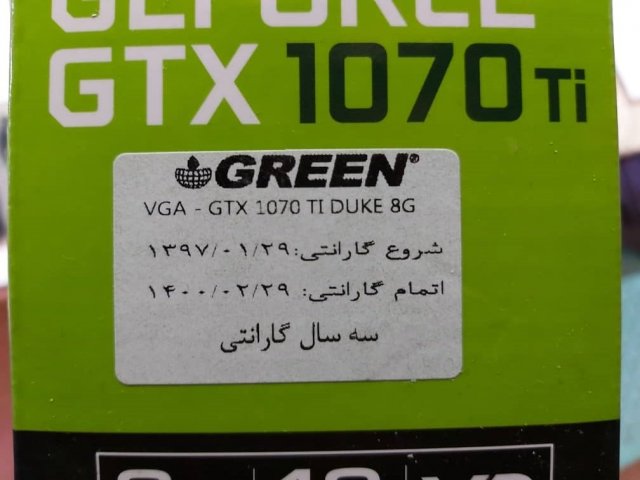 GEFORCE
GTX 1070 Ti
GREEN®
VGA - GTX 1070 TI DUKE 8G
شروع گارانتی: ۱۳۹۷/۰۱/۲۹
اتمام گارانتی: ۱۴۰۰/۰۲/۲۹
سه سال گارانتی